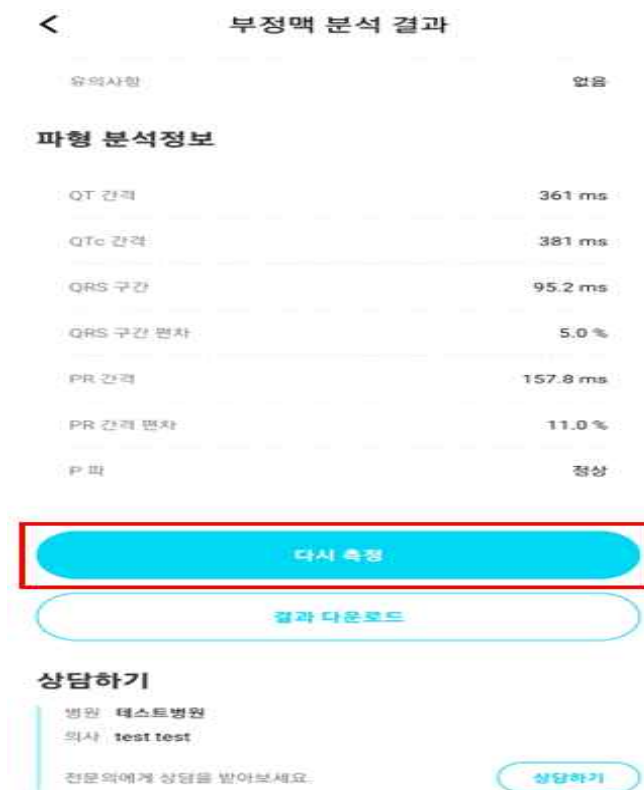 부정맥 분석 결과
유의사항 없음
파형 분석정보
QT 간격 361 ms
QTc 간격 381 ms
QRS 구간 95.2 ms
QRS 구간 편차 5.0 %
PR 간격 157.8 ms
PR 간격 편차 11.0 %
P 파 정상
다시 측정
결과 다운로드
상담하기
병원 테스트병원
의사 test test
전문의에게 상담을 받아보세요. 상담하기